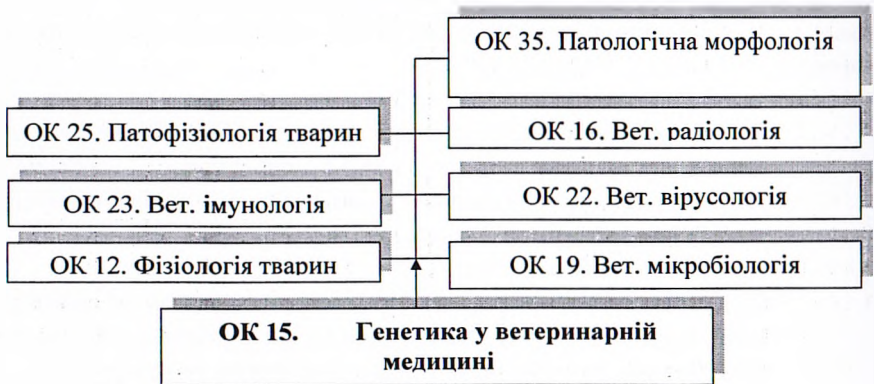 ОК 35. Патологічна морфологія
ОК 25. Патофізіологія тварин
ОК 16. Вет. радіологія
ОК 23. Вет. імунологія
ОК 22. Вет. вірусологія
ОК 12. Фізіологія тварин
ОК 19. Вет. мікробіологія
ОК 15. Генетика у ветеринарній
медицині